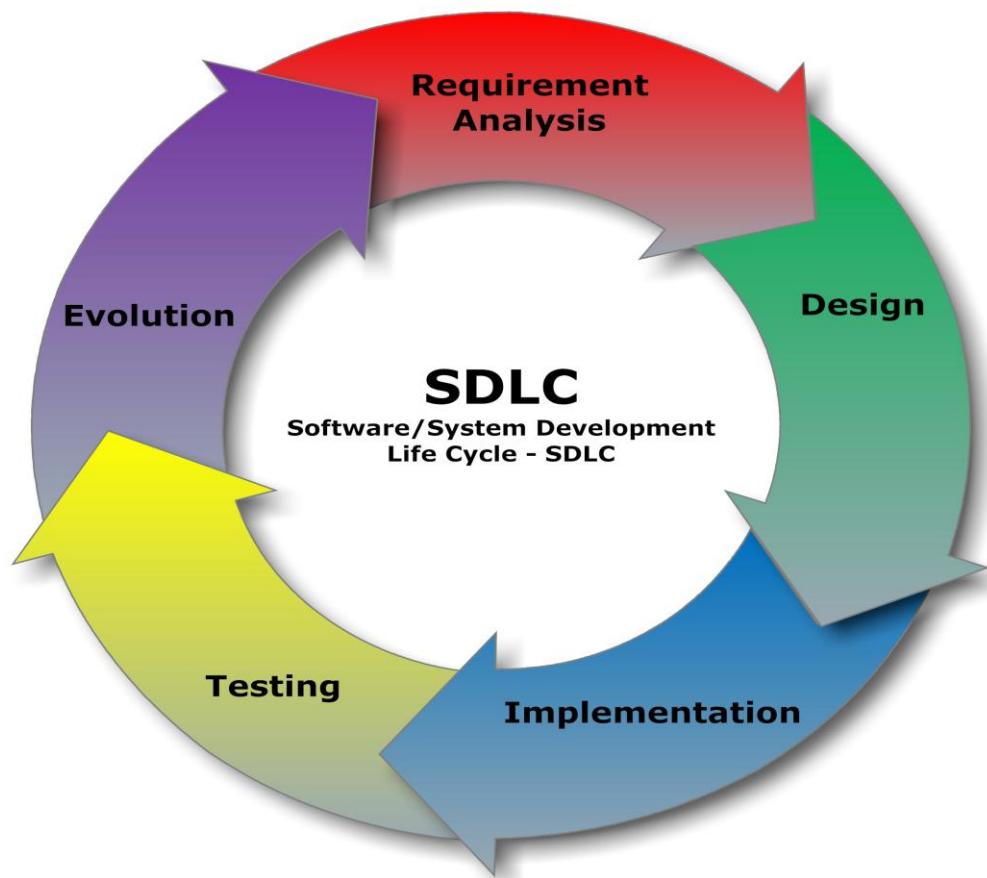 Requirement
Analysis
Design
Implementation
Testing
Evolution
SDLC
Software/System Development
Life Cycle - SDLC